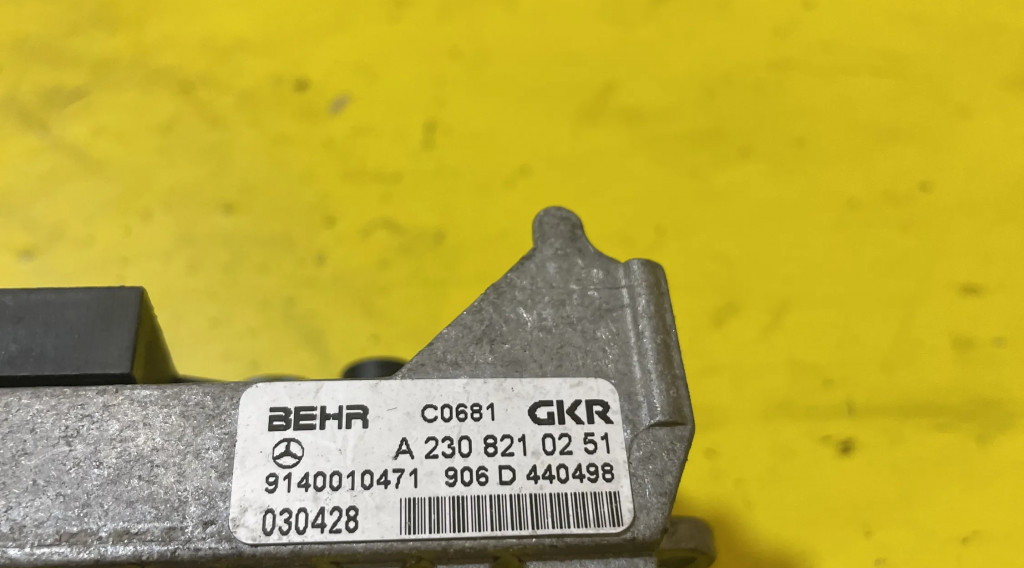 BEHR C0681 GKR
A 230 821 02 51
9140010471 906 D 440498
030428